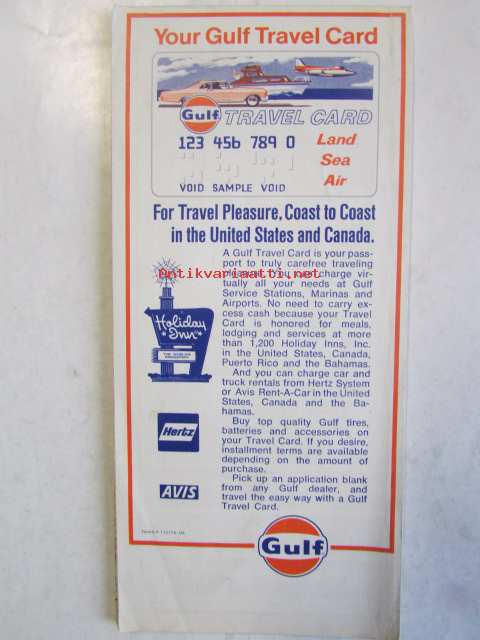 Your Gulf Travel Card
Gulf TRAVEL CARD
123 456 789 0
Land
Sea
Air
VOID SAMPLE VOID
For Travel Pleasure, Coast to Coast
in the United States and Canada.
A Gulf Travel Card is your pass-
port to truly carefree traveling
You charge vir-
antikvariaatti.net
tually all your needs at Gulf
Service Stations, Marinas and
Airports. No need to carry ex-
cess cash because your Travel
Card is honored for meals,
lodging and services at more
than 1,200 Holiday Inns, Inc.
in the United States, Canada,
Puerto Rico and the Bahamas.
And you can charge car and
truck rentals from Hertz System
or Avis Rent-A-Car in the United
States, Canada and the Ba-
hamas.
Buy top quality Gulf tires,
batteries and accessories on
your Travel Card. If you desire,
installment terms are available
depending on the amount of
purchase.
Pick up an application blank
from any Gulf dealer, and
travel the easy way with a Gulf
Travel Card.
Holiday
Inn
Hertz
AVIS
Gulf